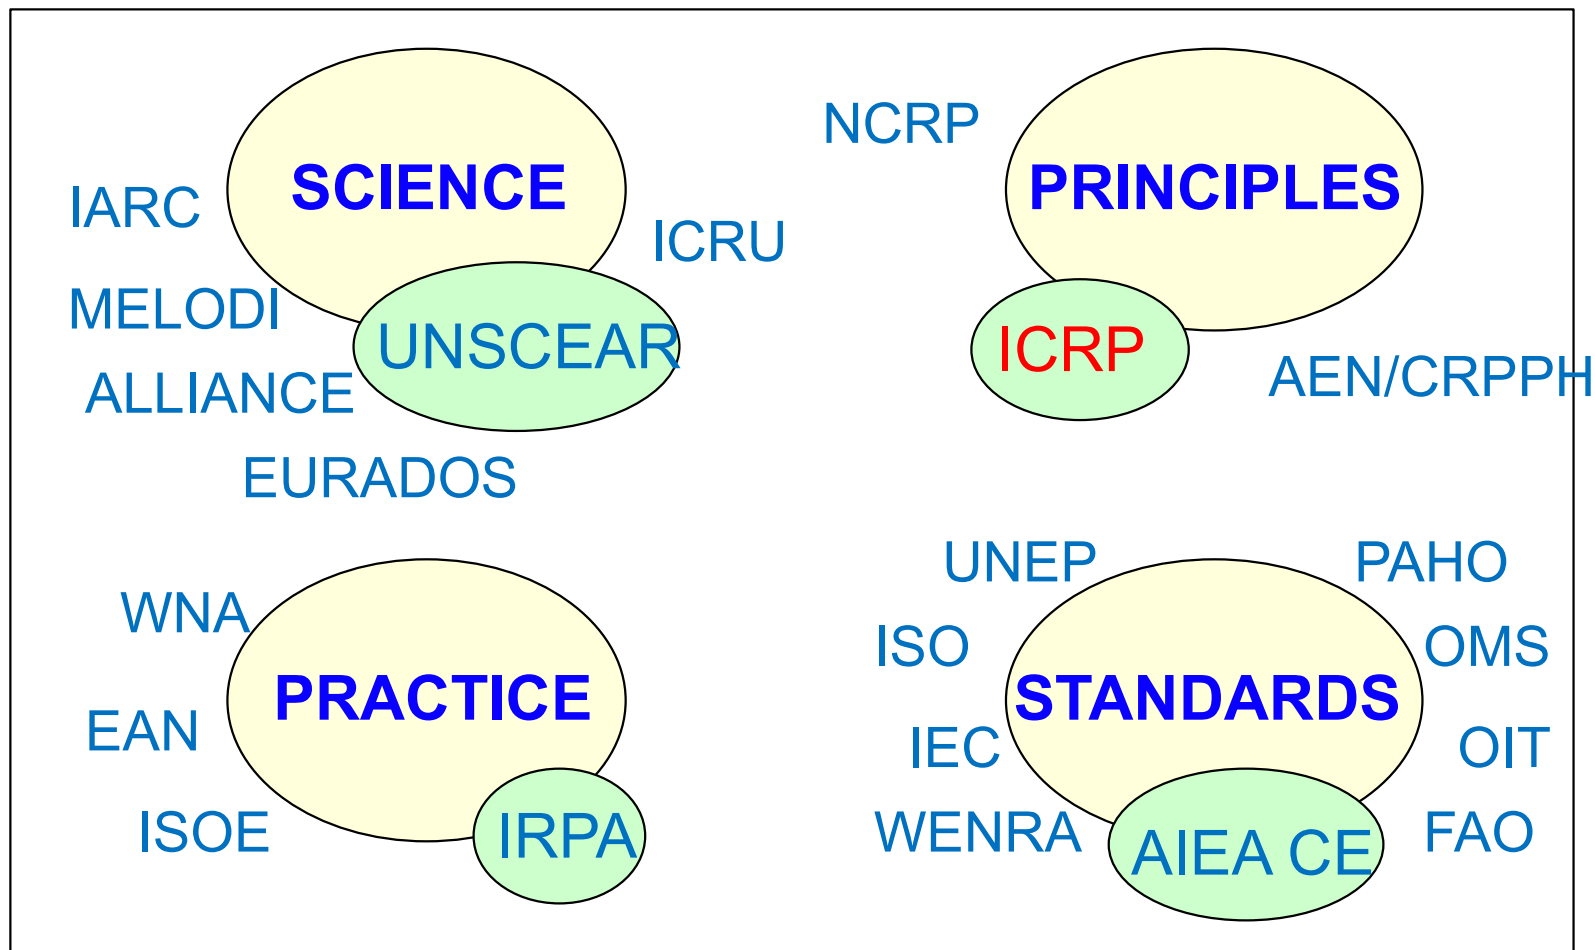 SCIENCE
IARC
ICRU
MELODI
UNSCEAR
ALLIANCE
EURADOS
NCRP
PRINCIPLES
ICRP
AEN/CRPPH
WNA
PRACTICE
EAN
ISOE
IRPA
UNEP
PAHO
ISO
OMS
STANDARDS
IEC
OIT
WENRA
AIEA CE
FAO